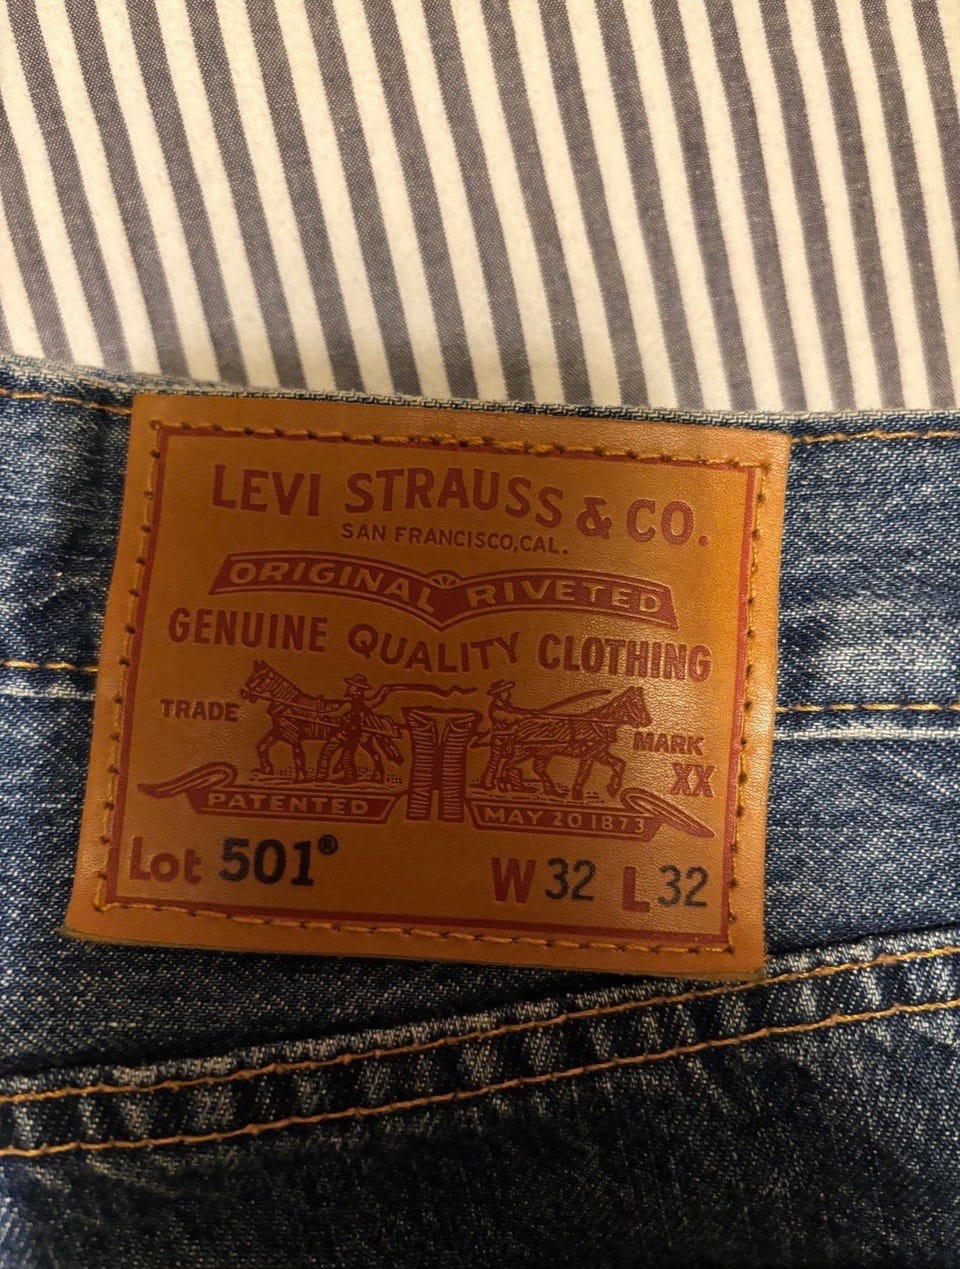 LEVI STRAUSS & CO.
SAN FRANCISCO, CAL.
ORIGINAL RIVETED
GENUINE QUALITY CLOTHING
TRADE MARK
XX
PATENTED MAY 20 1873
Lot 501® W 32 L 32